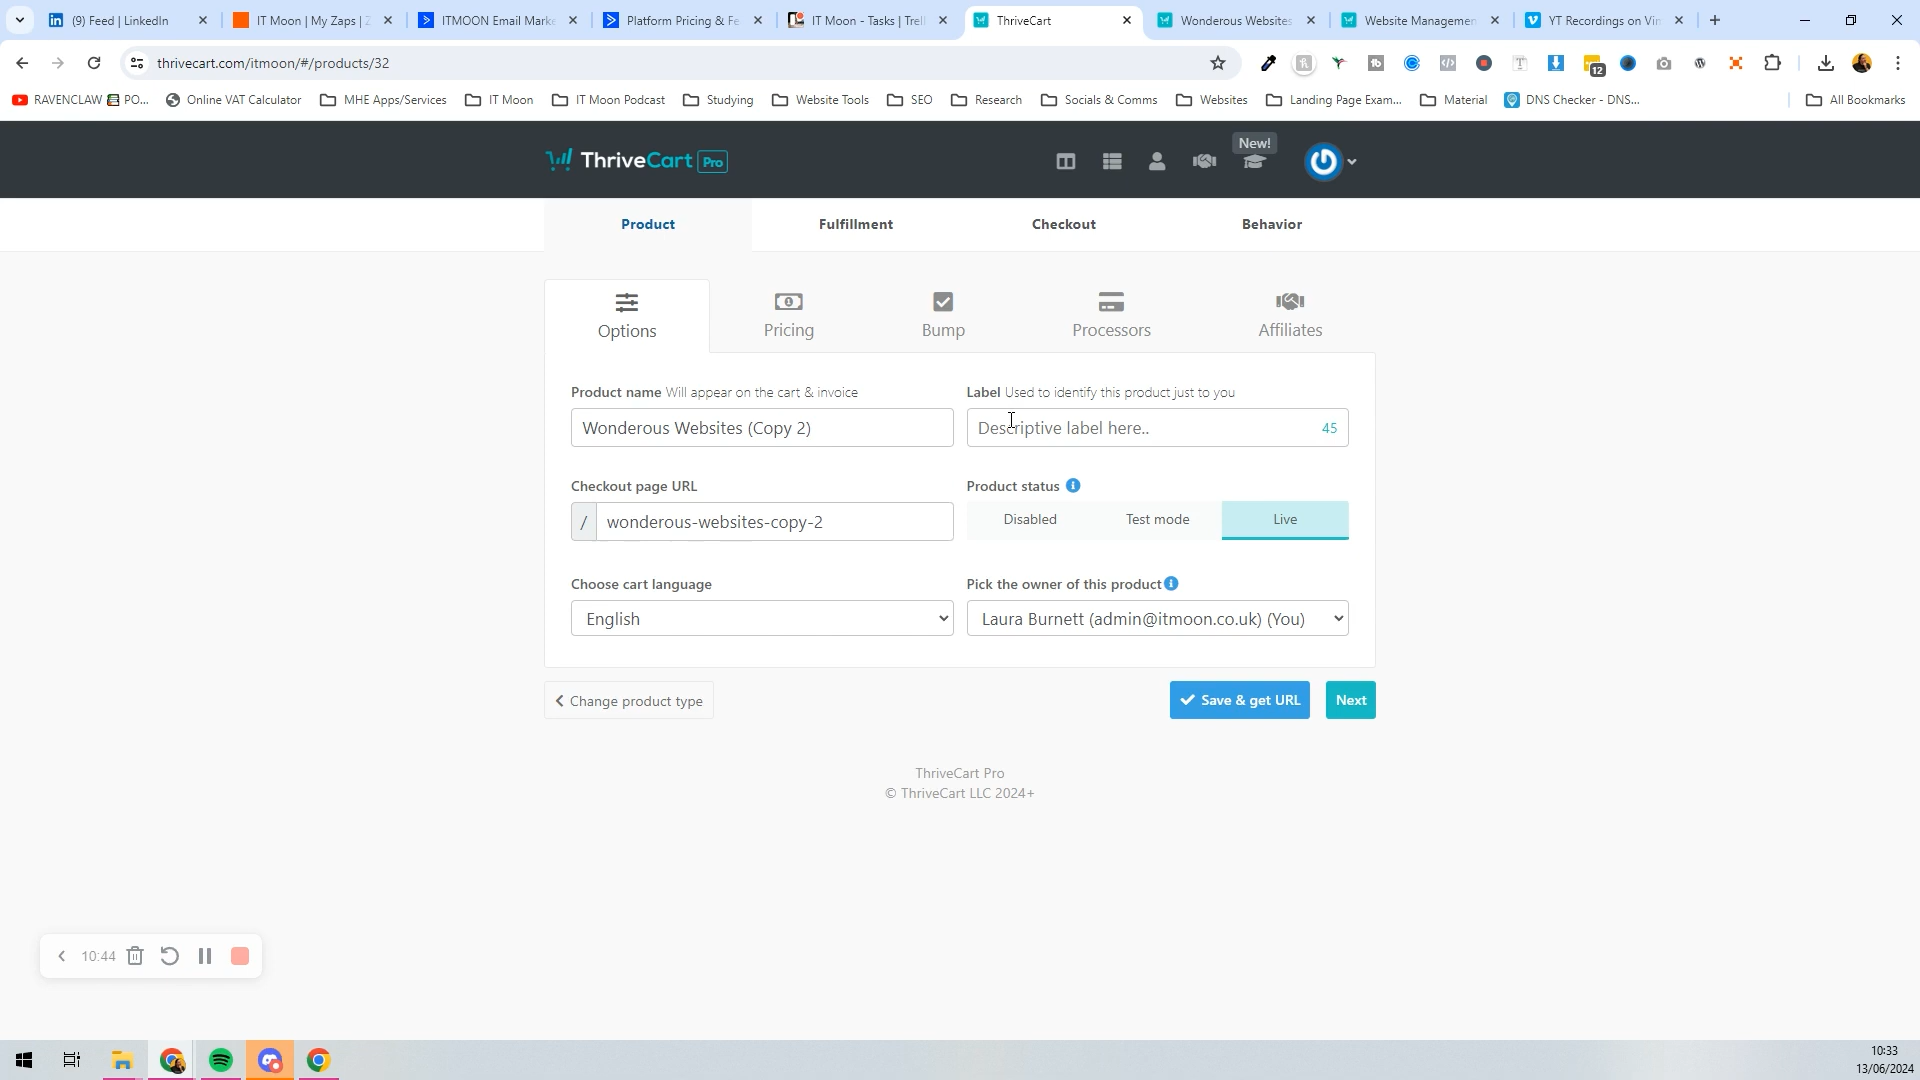 (9) Feed | LinkedIn
IT Moon | My Zaps | Z
ITMOON Email Marke
Platform Pricing & Fe
IT Moon - Tasks | Trell
ThriveCart
Wonderous Websites
Website Managemen
YT Recordings on Vin
thrivecart.com/itmoon/#/products/32
12
RAVENCLAW PO...
Online VAT Calculator
MHE Apps/Services
IT Moon
IT Moon Podcast
Studying
Website Tools
SEO
Research
Socials & Comms
Websites
Landing Page Exam...
Material
DNS Checker - DNS...
All Bookmarks
ThriveCart Pro
New!
Product
Fulfillment
Checkout
Behavior
Options
Pricing
Bump
Processors
Affiliates
Product name Will appear on the cart & invoice
Label Used to identify this product just to you
Wonderous Websites (Copy 2)
Descriptive label here..
45
Checkout page URL
Product status
/ wonderous-websites-copy-2
Disabled
Test mode
Live
Choose cart language
Pick the owner of this product
English
Laura Burnett (admin@itmoon.co.uk) (You)
Change product type
Save & get URL
Next
ThriveCart Pro
© ThriveCart LLC 2024+
10:44
10:33
13/06/2024